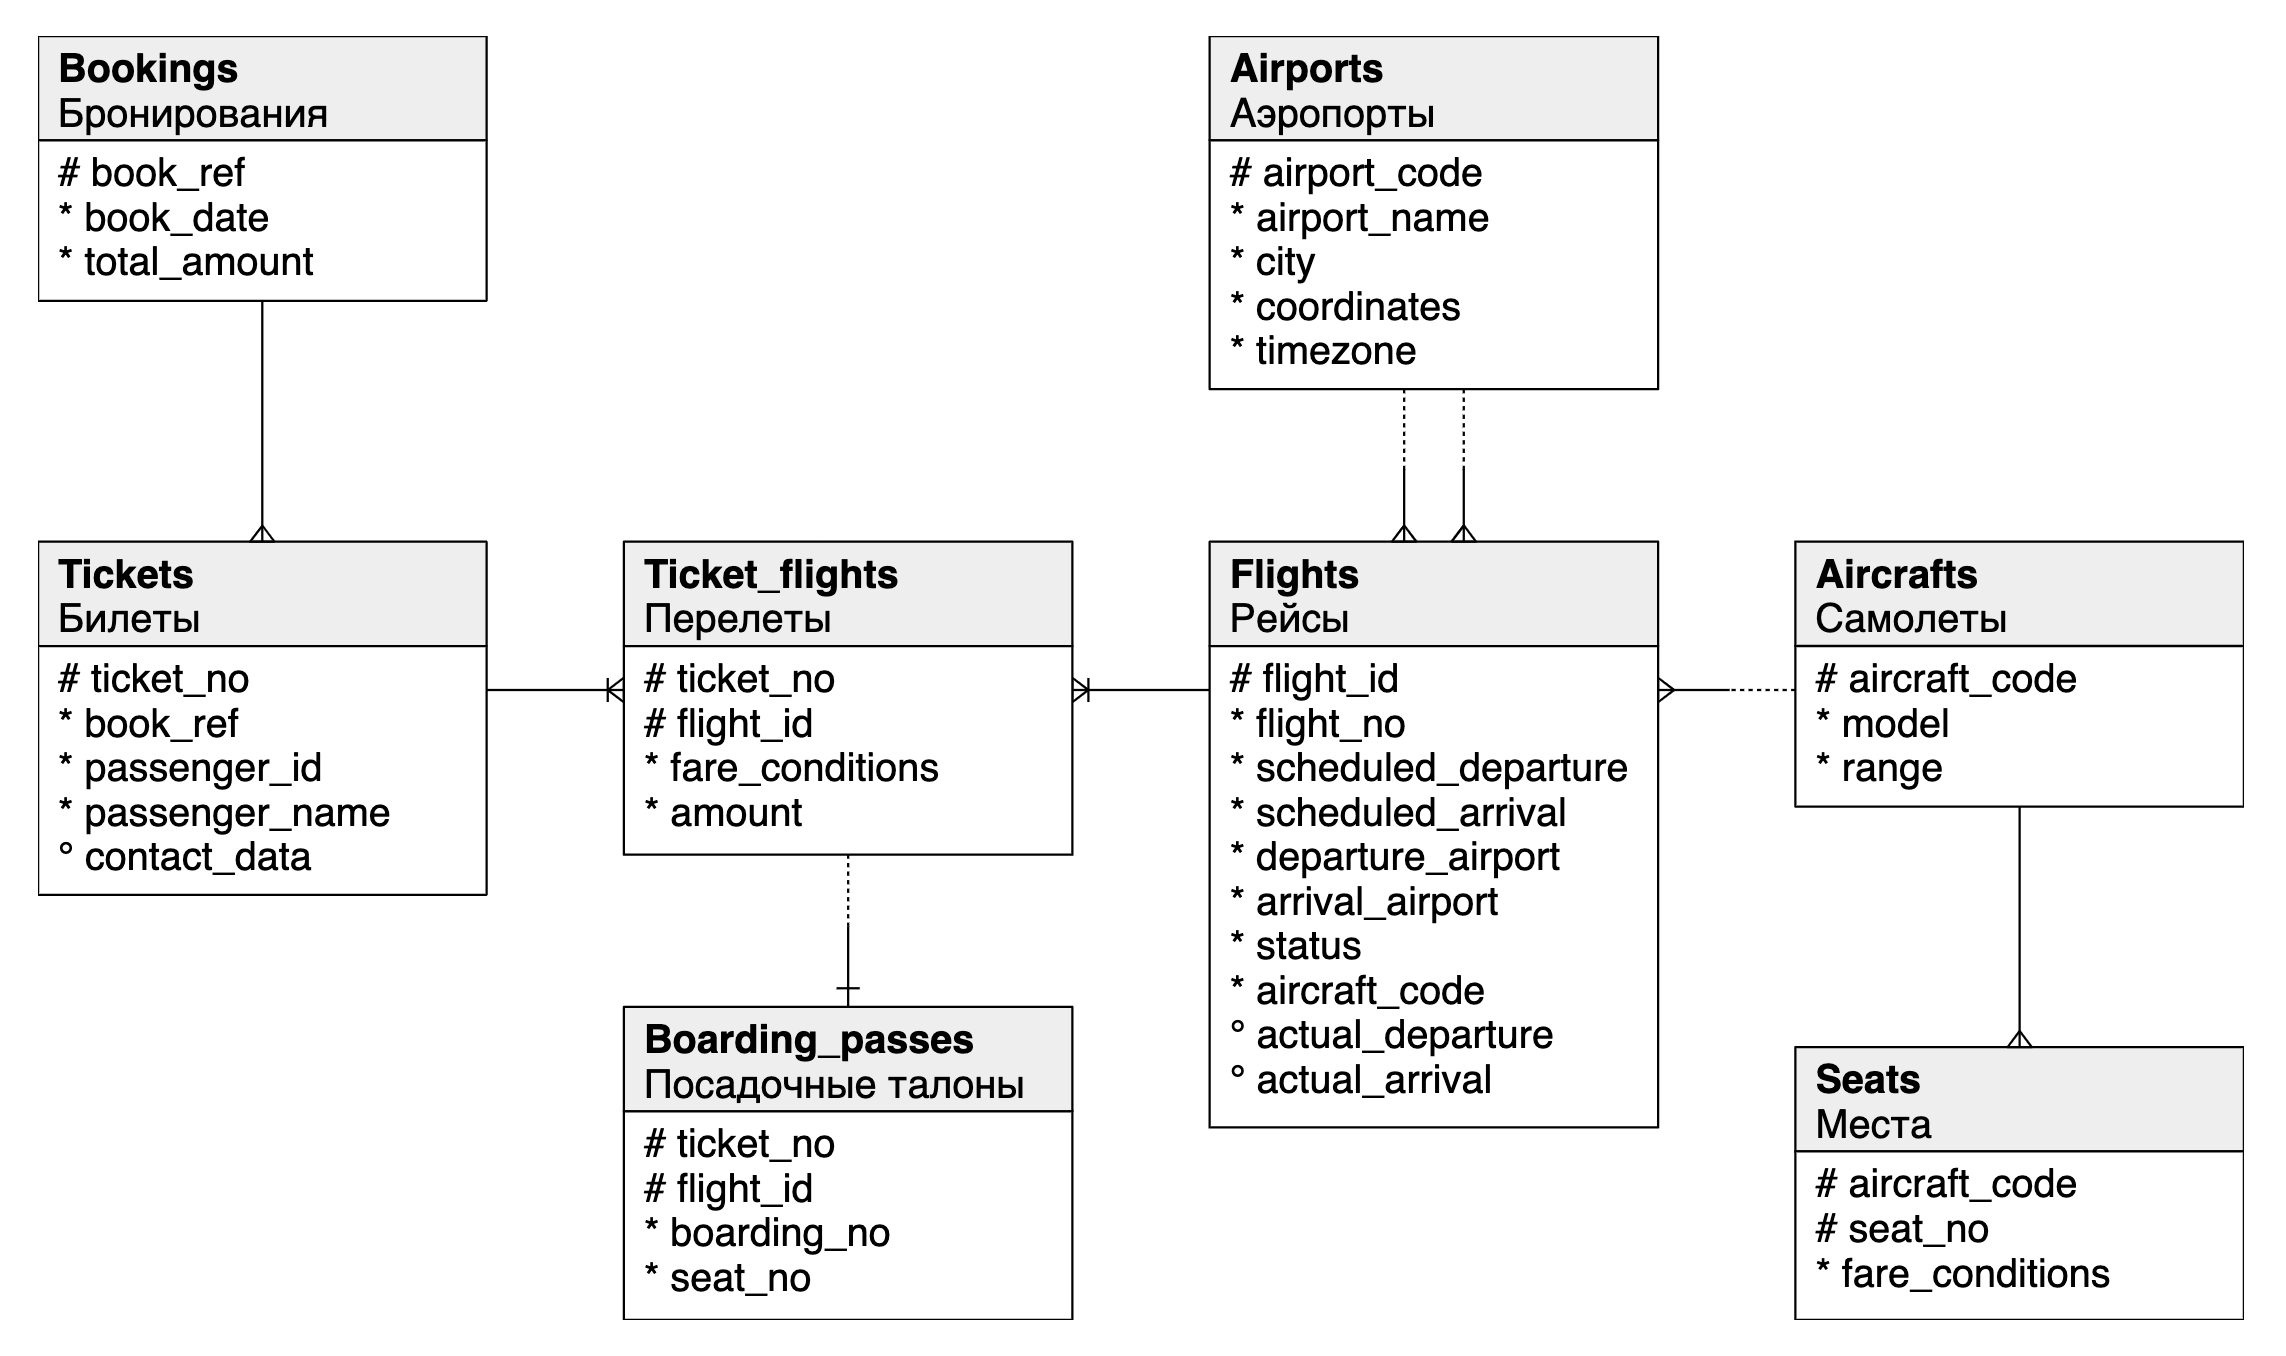 Bookings
Бронирования
# book_ref
* book_date
* total_amount
Airports
Аэропорты
# airport_code
* airport_name
* city
* coordinates
* timezone
Tickets
Билеты
# ticket_no
* book_ref
* passenger_id
* passenger_name
° contact_data
Ticket_flights
Перелеты
# ticket_no
# flight_id
* fare_conditions
* amount
Flights
Рейсы
# flight_id
* flight_no
* scheduled_departure
* scheduled_arrival
* departure_airport
* arrival_airport
* status
* aircraft_code
° actual_departure
° actual_arrival
Aircrafts
Самолеты
# aircraft_code
* model
* range
Boarding_passes
Посадочные талоны
# ticket_no
# flight_id
* boarding_no
* seat_no
Seats
Места
# aircraft_code
# seat_no
* fare_conditions